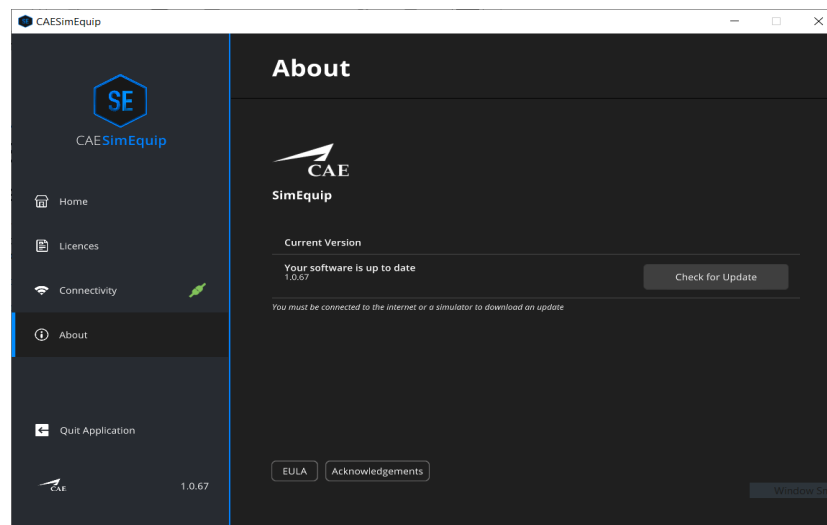 CAESimEquip
SE
CAESimEquip
Home
Licences
Connectivity
About
Quit Application
CAE
1.0.67
About
CAE
SimEquip
Current Version
Your software is up to date
1.0.67
Check for Update
You must be connected to the internet or a simulator to download an update
EULA
Acknowledgements
Window